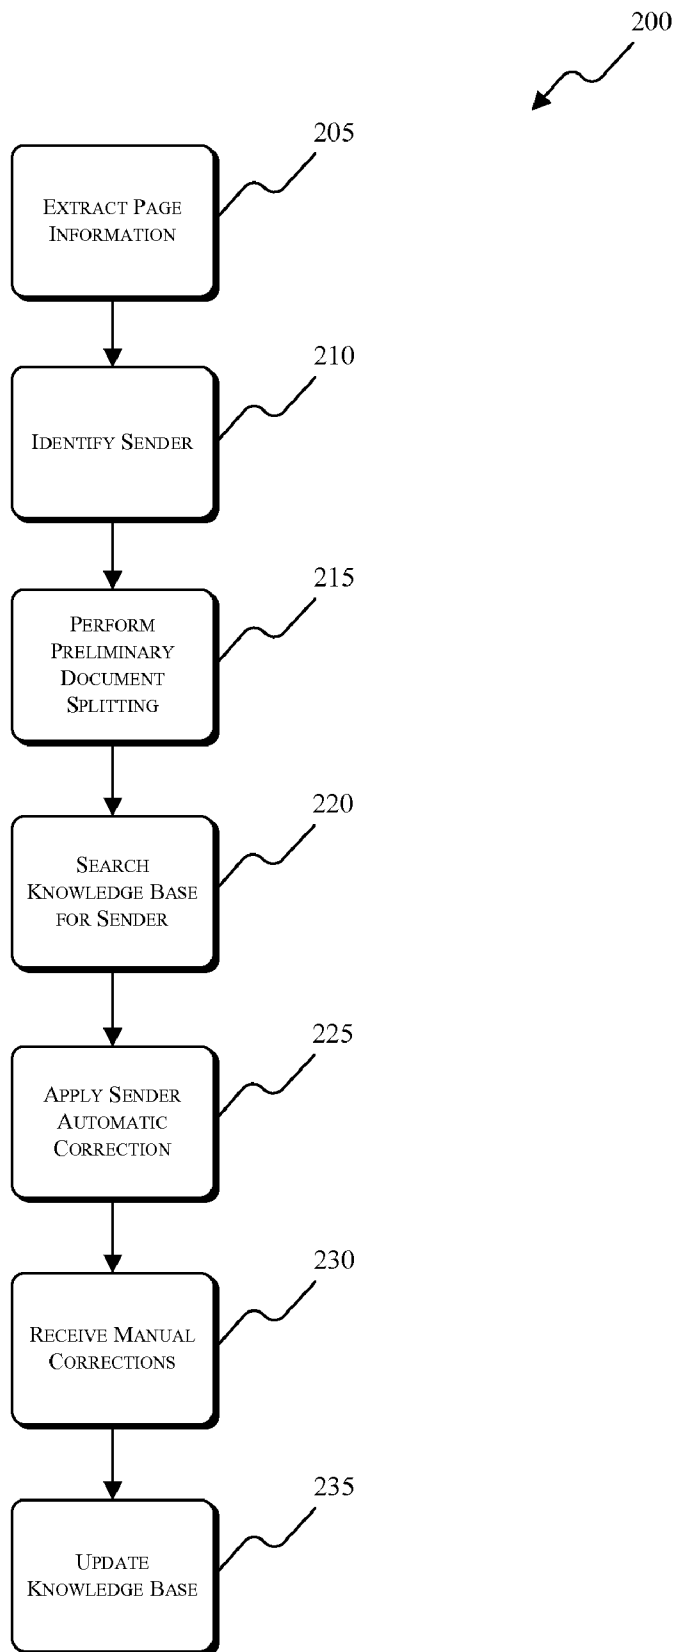 200
205
EXTRACT PAGE
INFORMATION
210
IDENTIFY SENDER
215
PERFORM
PRELIMINARY
DOCUMENT
SPLITTING
220
SEARCH
KNOWLEDGE BASE
FOR SENDER
225
APPLY SENDER
AUTOMATIC
CORRECTION
230
RECEIVE MANUAL
CORRECTIONS
235
UPDATE
KNOWLEDGE BASE